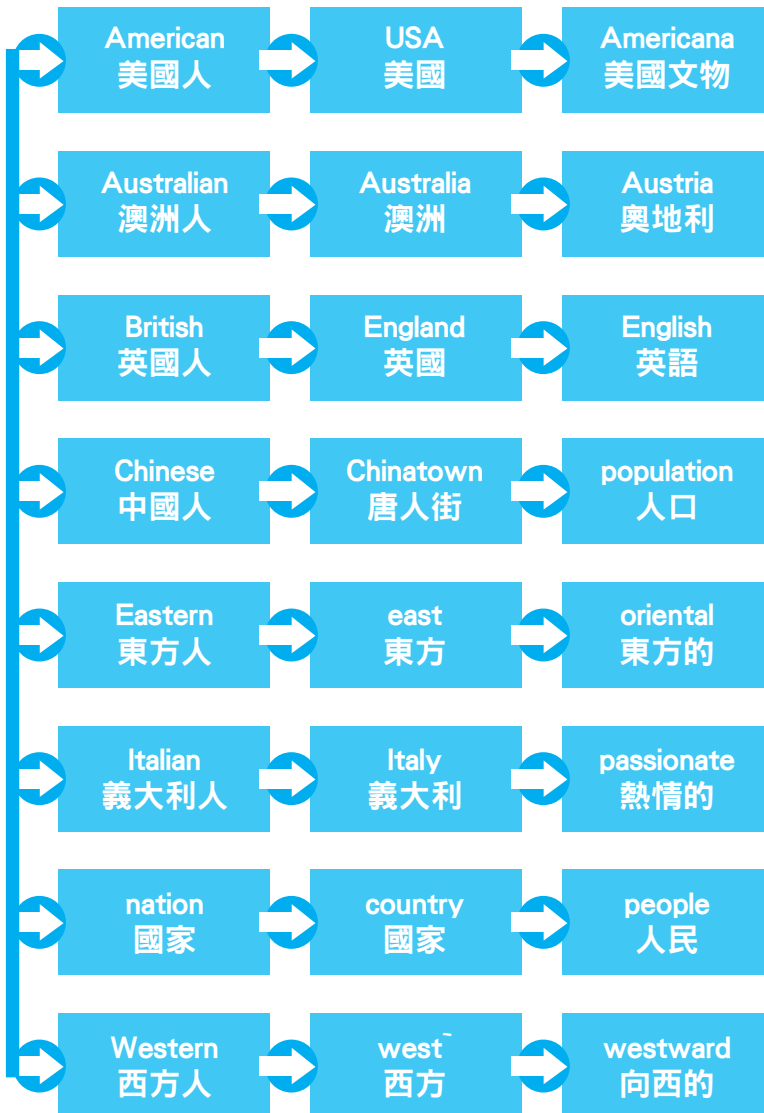 American
美國人
USA
美國
Americana
美國文物
Australian
澳洲人
Australia
澳洲
Austria
奧地利
British
英國人
England
英國
English
英語
Chinese
中國人
Chinatown
唐人街
population
人口
Eastern
東方人
east
東方
oriental
東方的
Italian
義大利人
Italy
義大利
passionate
熱情的
nation
國家
country
國家
people
人民
Western
西方人
west
西方
westward
向西的